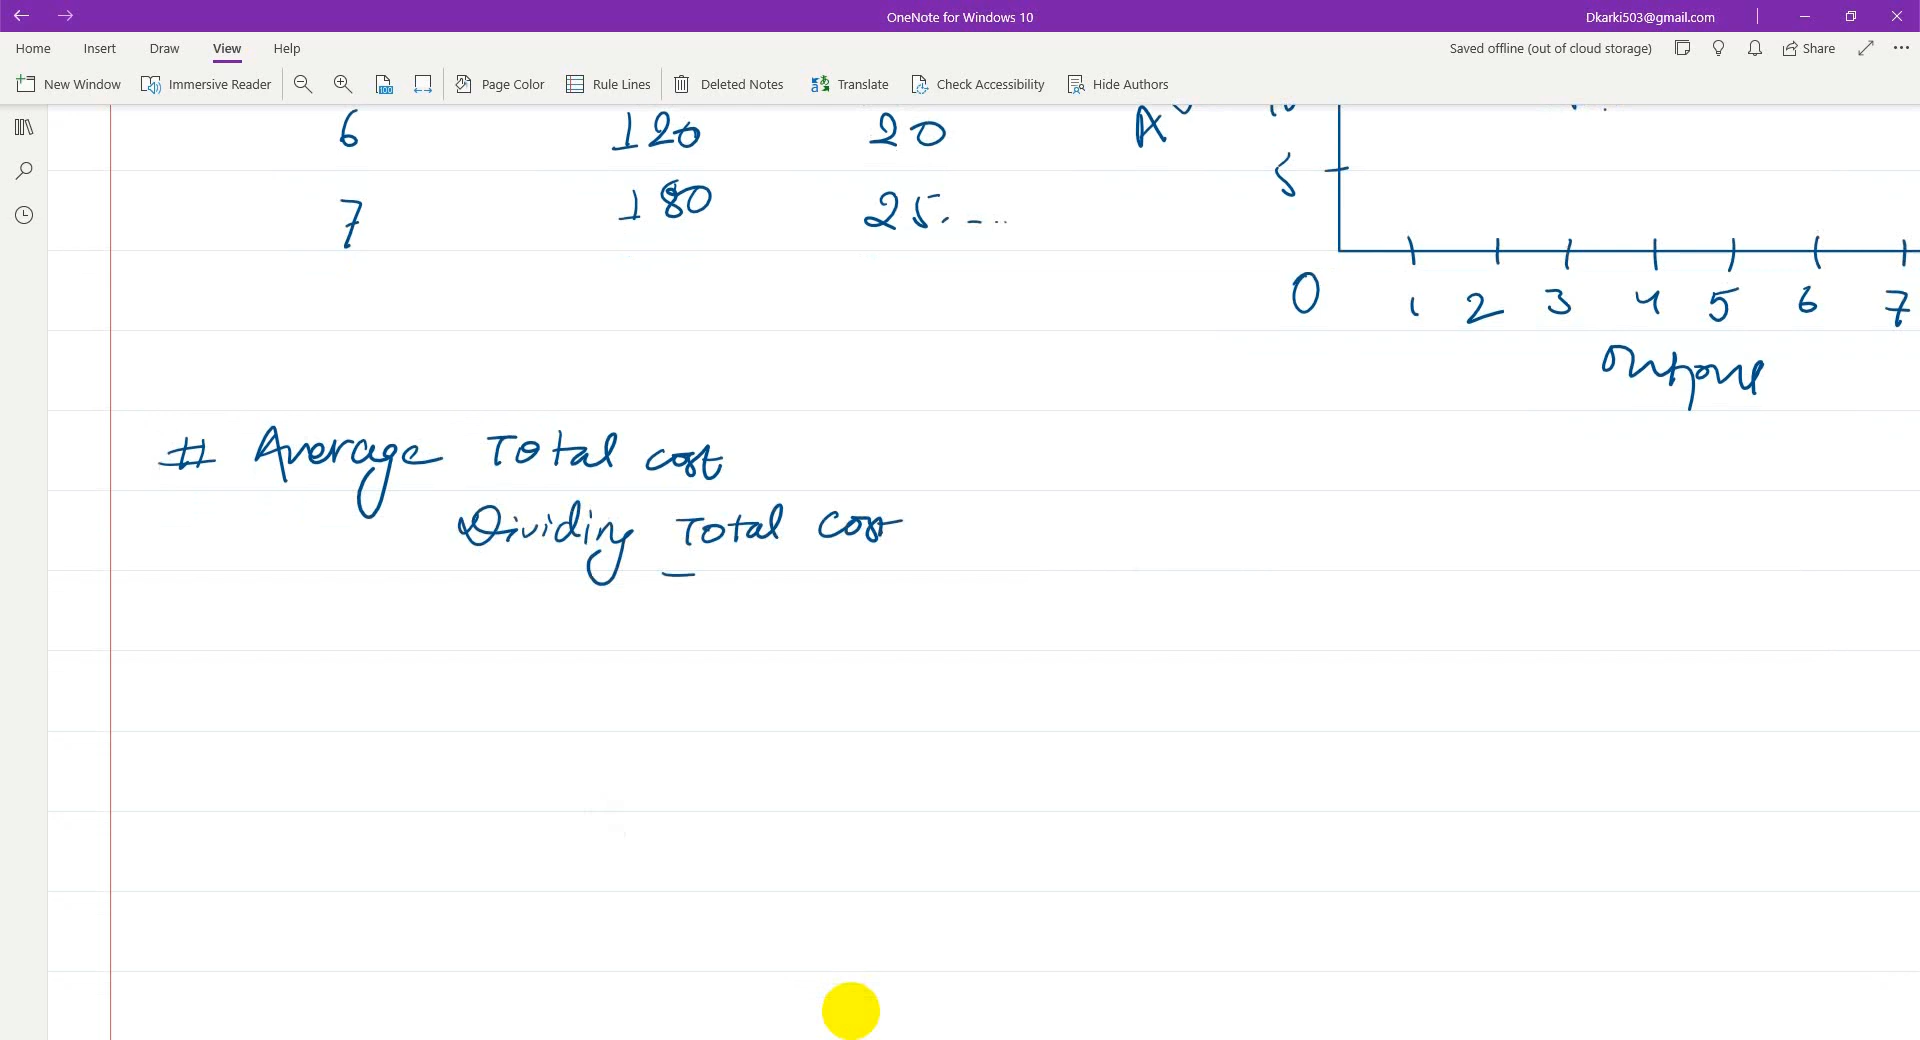 OneNote for Windows 10
Dkarki503@gmail.com
Home Insert Draw View Help
Saved offline (out of cloud storage)
Share
New Window Immersive Reader Page Color Rule Lines Deleted Notes Translate Check Accessibility Hide Authors
6 120 20
7 180 25.---
A
10
5
0 1 2 3 4 5 6 7
output
# Average Total cost
Dividing Total cost